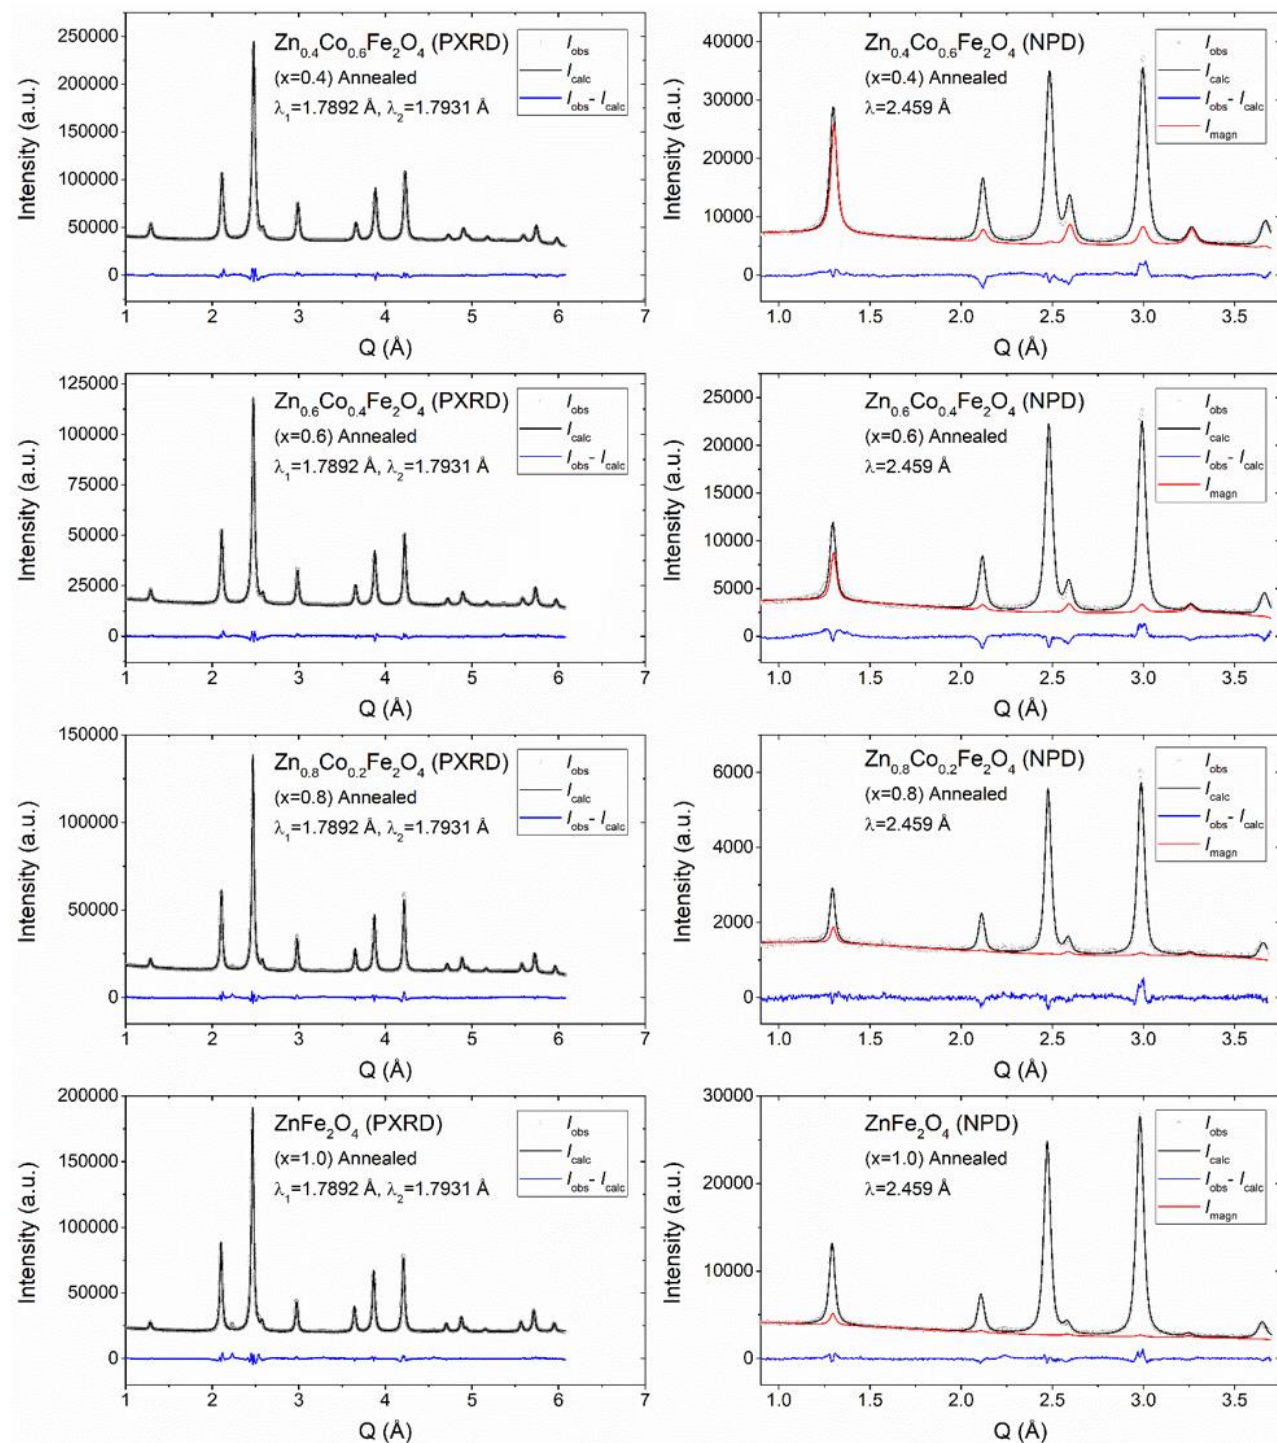 250000
200000
150000
100000
50000
0
Intensity (a.u.)
Zn0.4Co0.6Fe2O4 (PXRD)
(x=0.4) Annealed
λ1=1.7892 Å, λ2=1.7931 Å
Iobs
Icalc
Iobs- Icalc
1 2 3 4 5 6 7
Q (Å)
40000
30000
20000
10000
0
Intensity (a.u.)
Zn0.4Co0.6Fe2O4 (NPD)
(x=0.4) Annealed
λ=2.459 Å
Iobs
Icalc
Iobs- Icalc
Imagn
1.0 1.5 2.0 2.5 3.0 3.5
Q (Å)
125000
100000
75000
50000
25000
0
Intensity (a.u.)
Zn0.6Co0.4Fe2O4 (PXRD)
(x=0.6) Annealed
λ1=1.7892 Å, λ2=1.7931 Å
Iobs
Icalc
Iobs- Icalc
1 2 3 4 5 6 7
Q (Å)
25000
20000
15000
10000
5000
0
Intensity (a.u.)
Zn0.6Co0.4Fe2O4 (NPD)
(x=0.6) Annealed
λ=2.459 Å
Iobs
Icalc
Iobs- Icalc
Imagn
1.0 1.5 2.0 2.5 3.0 3.5
Q (Å)
150000
100000
50000
0
Intensity (a.u.)
Zn0.8Co0.2Fe2O4 (PXRD)
(x=0.8) Annealed
λ1=1.7892 Å, λ2=1.7931 Å
Iobs
Icalc
Iobs- Icalc
1 2 3 4 5 6 7
Q (Å)
6000
4000
2000
0
Intensity (a.u.)
Zn0.8Co0.2Fe2O4 (NPD)
(x=0.8) Annealed
λ=2.459 Å
Iobs
Icalc
Iobs- Icalc
Imagn
1.0 1.5 2.0 2.5 3.0 3.5
Q (Å)
200000
150000
100000
50000
0
Intensity (a.u.)
ZnFe2O4 (PXRD)
(x=1.0) Annealed
λ1=1.7892 Å, λ2=1.7931 Å
Iobs
Icalc
Iobs- Icalc
1 2 3 4 5 6 7
Q (Å)
30000
20000
10000
0
Intensity (a.u.)
ZnFe2O4 (NPD)
(x=1.0) Annealed
λ=2.459 Å
Iobs
Icalc
Iobs- Icalc
Imagn
1.0 1.5 2.0 2.5 3.0 3.5
Q (Å)